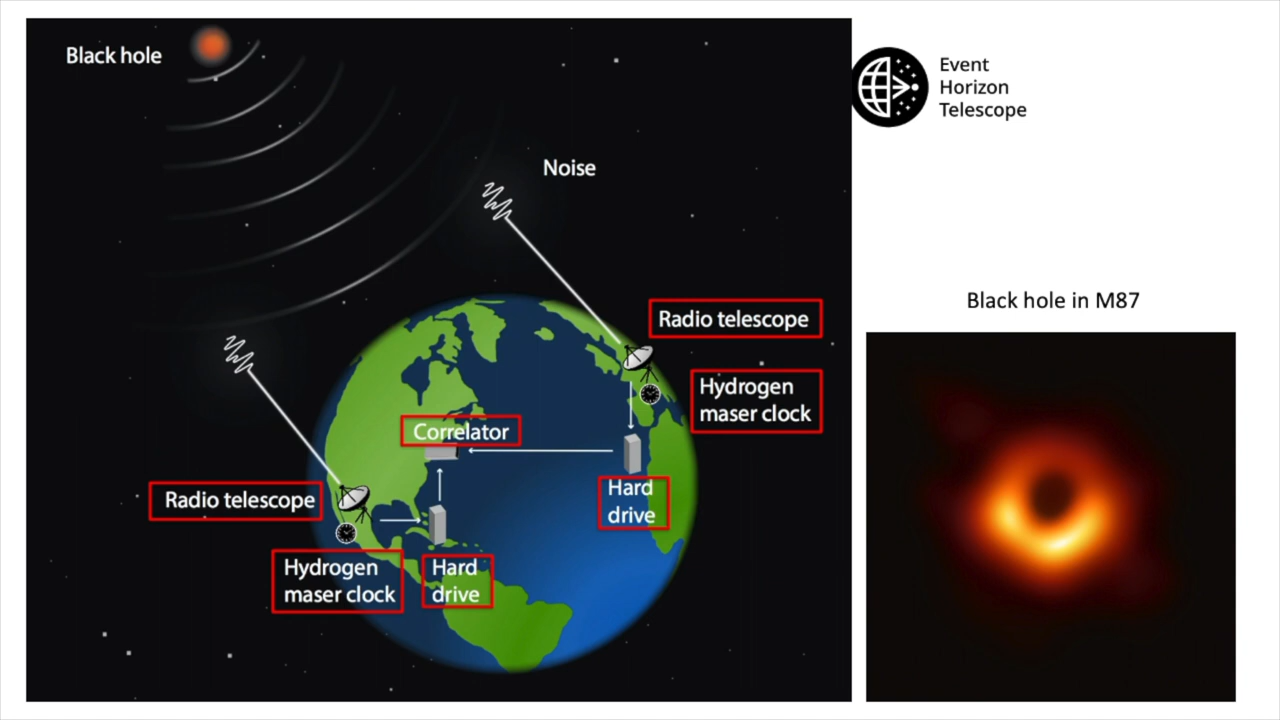 Black hole
Event
Horizon
Telescope
Noise
Black hole in M87
Radio telescope
Hydrogen
maser clock
Correlator
Hard
drive
Radio telescope
Hydrogen
maser clock
Hard
drive